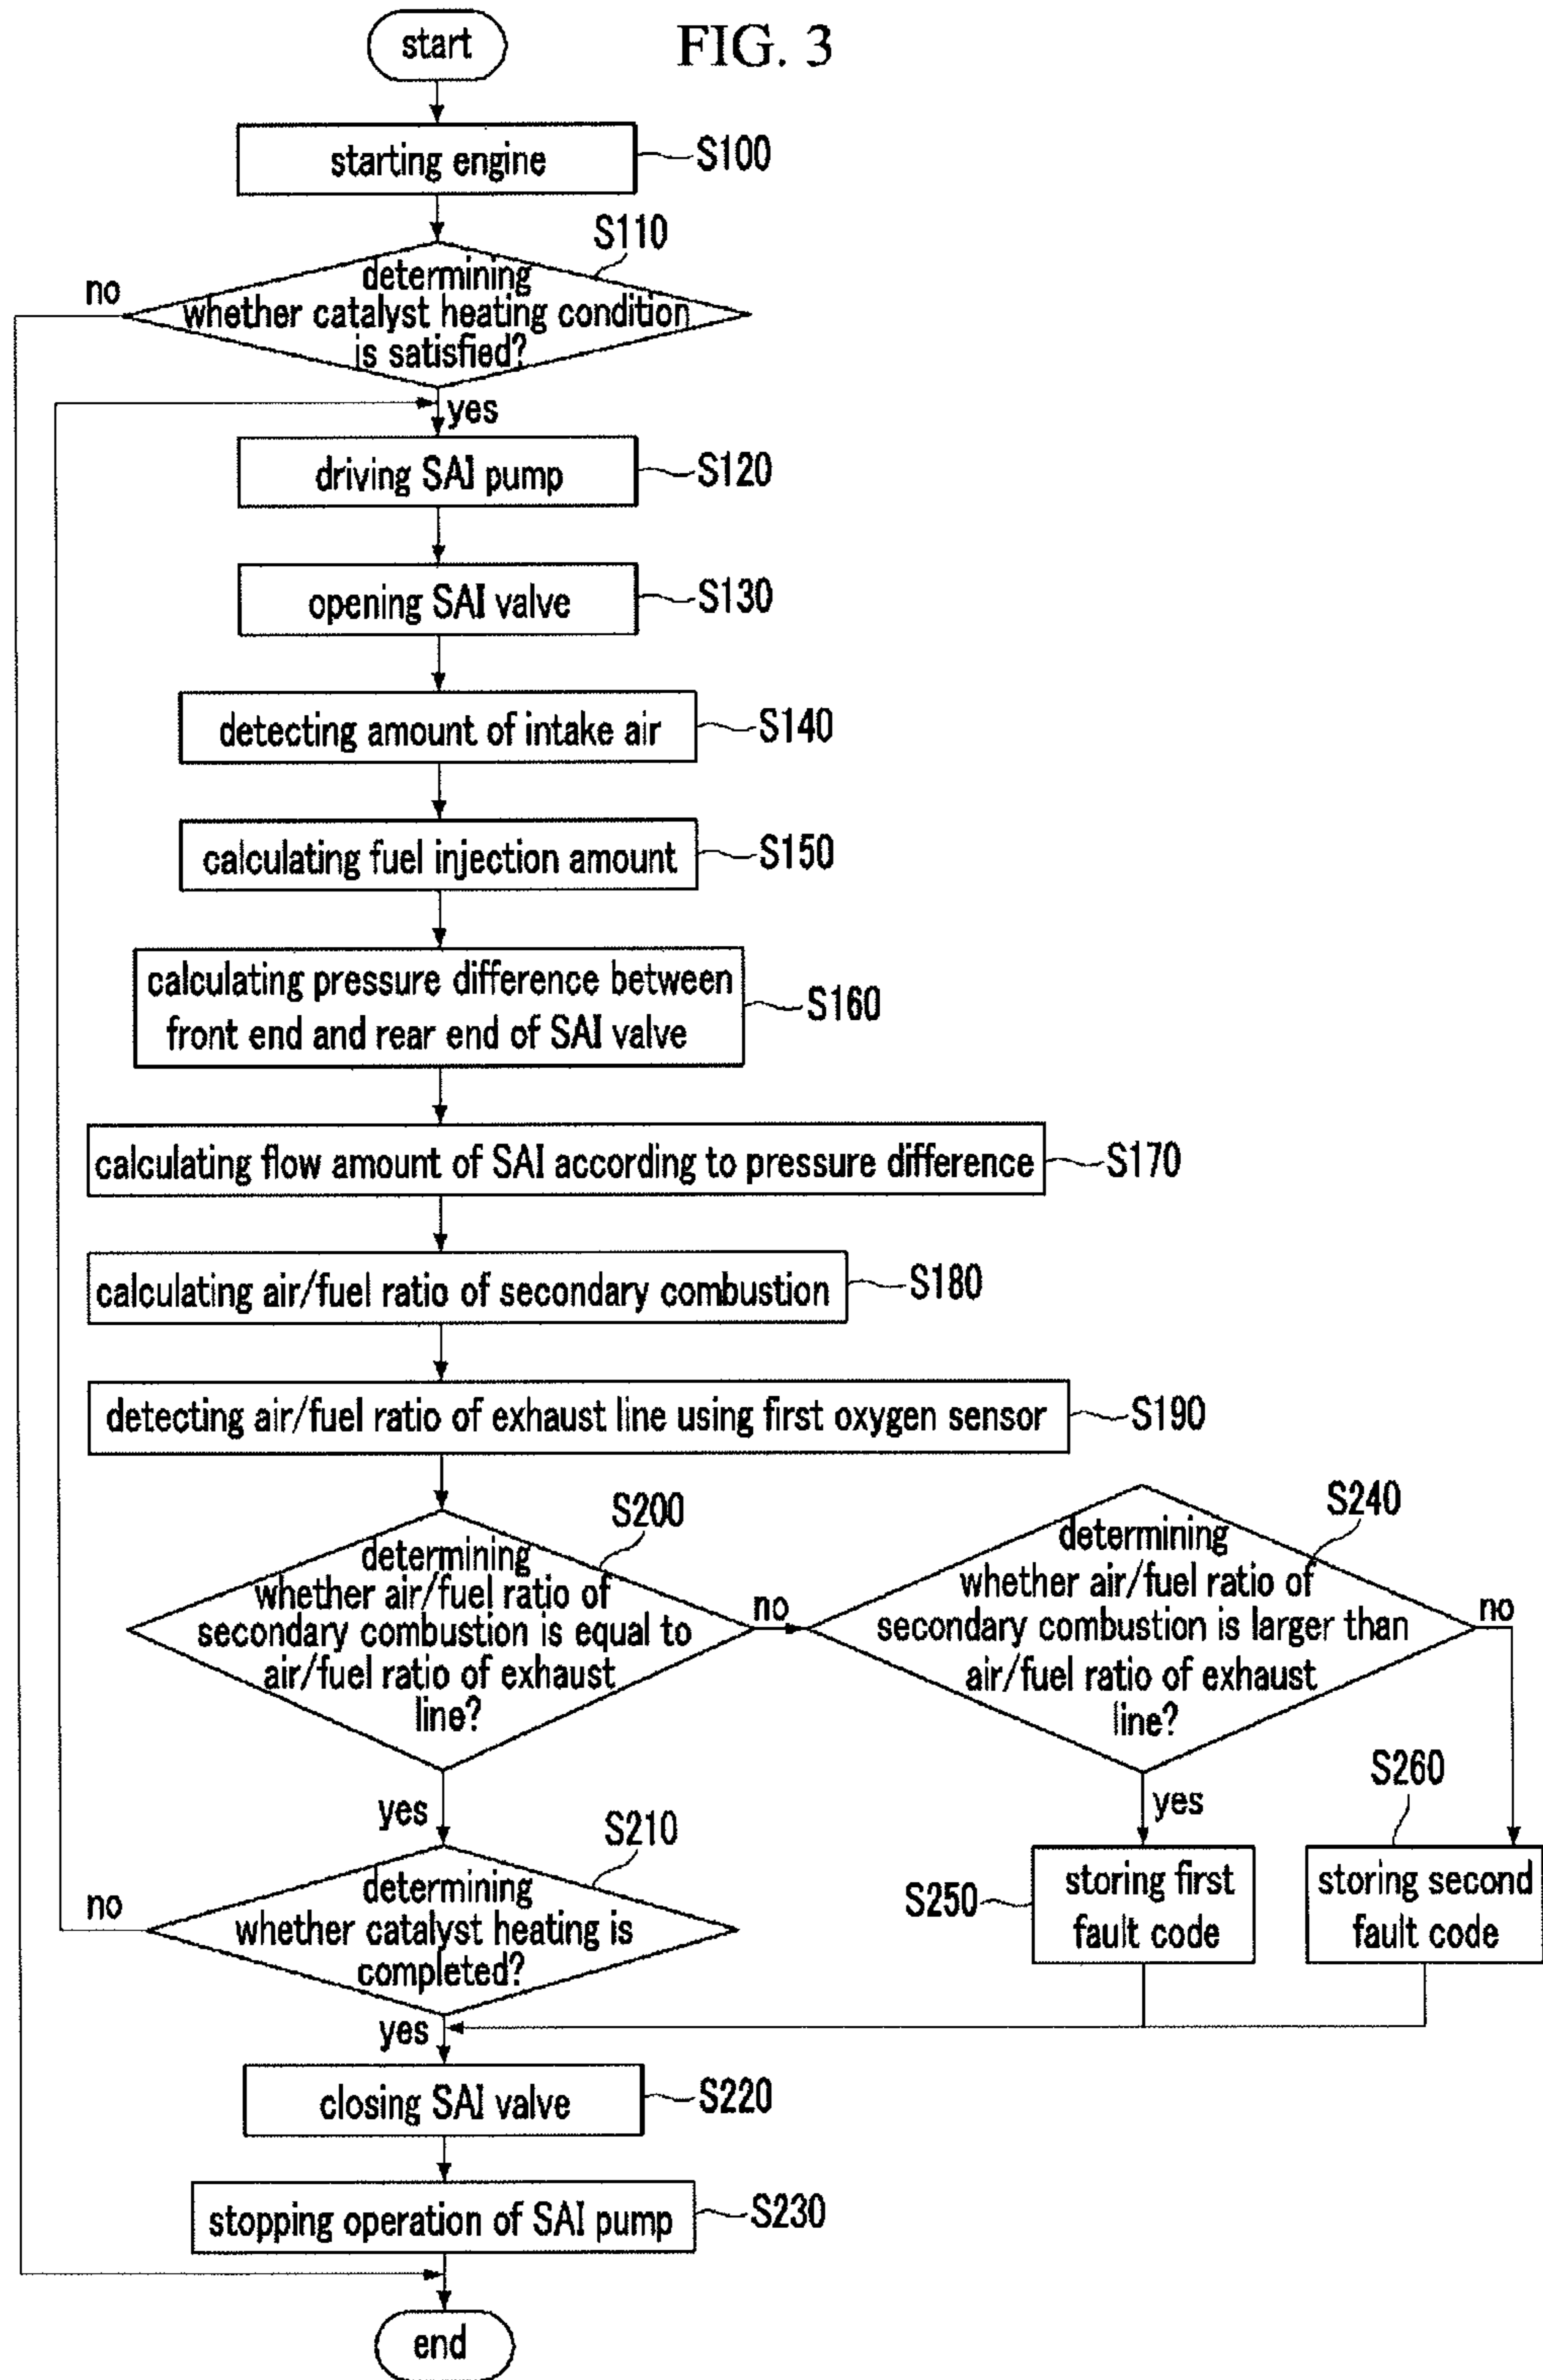 start
FIG. 3
starting engine
S100
S110
no
determining
whether catalyst heating condition
is satisfied?
yes
driving SAI pump
S120
opening SAI valve
S130
detecting amount of intake air
S140
calculating fuel injection amount
S150
calculating pressure difference between
front end and rear end of SAI valve
S160
calculating flow amount of SAI according to pressure difference
S170
calculating air/fuel ratio of secondary combustion
S180
detecting air/fuel ratio of exhaust line using first oxygen sensor
S190
S200
determining
whether air/fuel ratio of
secondary combustion is equal to
air/fuel ratio of exhaust
line?
no
S240
determining
whether air/fuel ratio of
secondary combustion is larger than
air/fuel ratio of exhaust
line?
no
yes
S210
yes
S260
no
determining
whether catalyst heating is
completed?
S250
storing first
fault code
storing second
fault code
yes
closing SAI valve
S220
stopping operation of SAI pump
S230
end